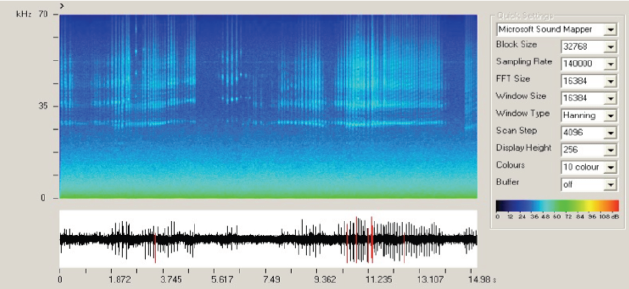 kHz 70
35
0
0 1.872 3.745 5.617 7.49 9.362 11.235 13.107 14.98 s
Quick Settings
Microsoft Sound Mapper
Block Size 32768
Sampling Rate 140000
FFT Size 16384
Window Size 16384
Window Type Hanning
Scan Step 4096
Display Height 256
Colours 10 colour
Buffer off
0 12 24 36 48 60 72 84 96 108 dB